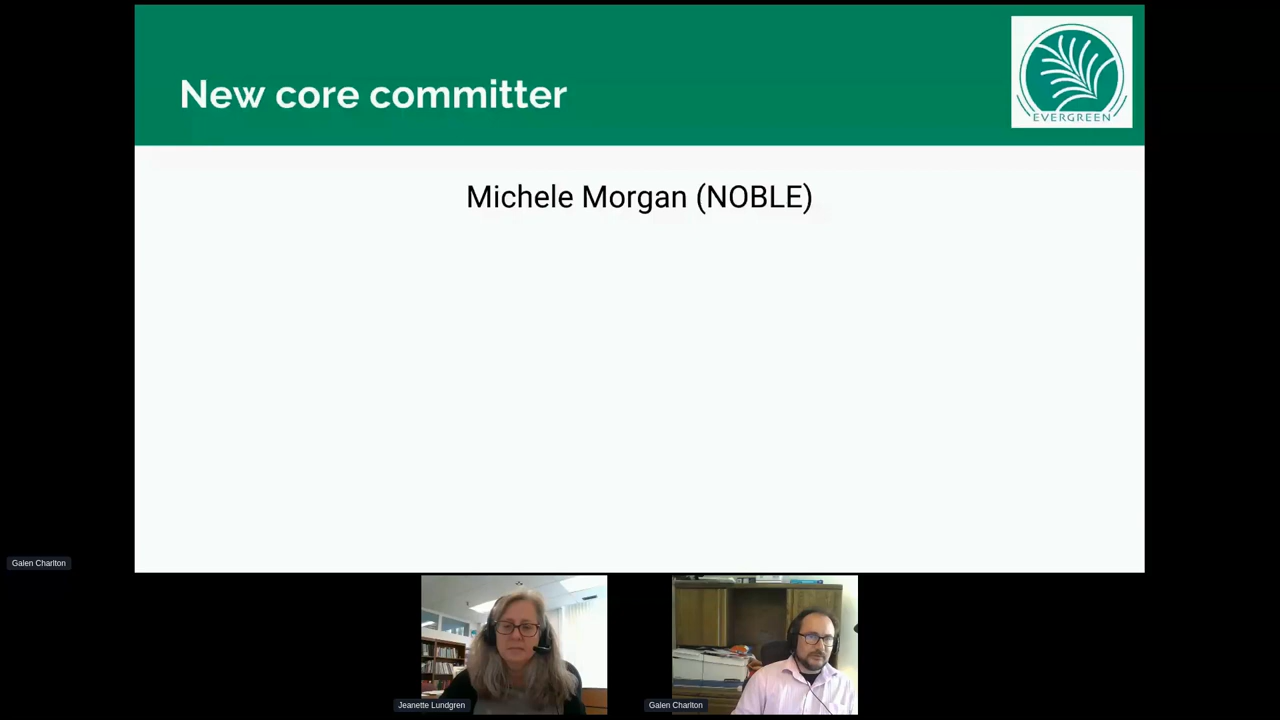 New core committer
EVERGREEN
Michele Morgan (NOBLE)
Galen Charlton
Jeanette Lundgren
Galen Charlton